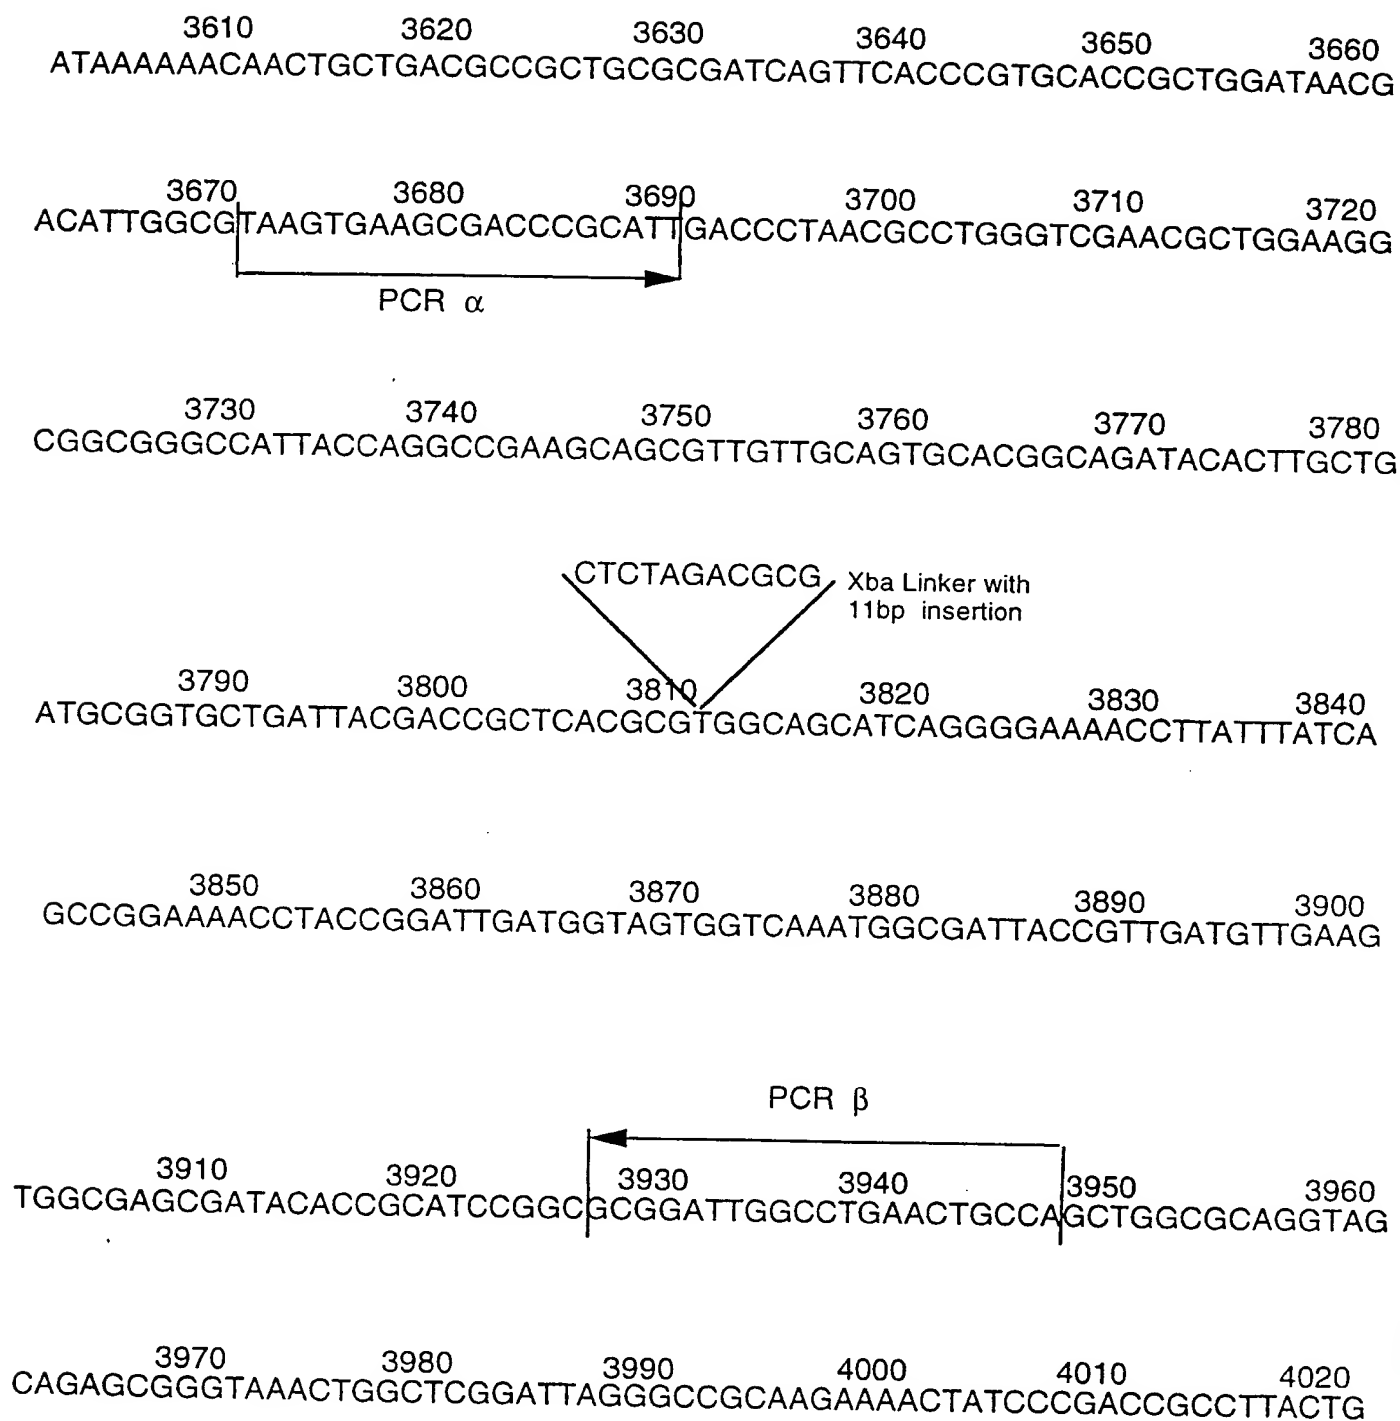 3610 3620 3630 3640 3650 3660
ATAAAAAACAACTGCTGACGCCGCTGCGCGATCAGTTCACCCGTGCACCGCTGGATAACG
3670 3680 3690 3700 3710 3720
ACATTGGCGTAAGTGAAGCGACCCGCATTGACCCTAACGCCTGGGTCGAACGCTGGAAGG
PCR α
3730 3740 3750 3760 3770 3780
CGGCGGGCCATTACCAGGCCGAAGCAGCGTTGTTGCAGTGCACGGCAGATACACTTGCTG
CTCTAGACGCG
Xba Linker with
11bp insertion
3790 3800 3810 3820 3830 3840
ATGCGGTGCTGATTACGACCGCTCACGCGTGGCAGCATCAGGGGAAAACCTTATTTATCA
3850 3860 3870 3880 3890 3900
GCCGGAAAACCTACCGGATTGATGGTAGTGGTCAAATGGCGATTACCGTTGATGTTGAAG
PCR β
3910 3920 3930 3940 3950 3960
TGGCGAGCGATACACCGCATCCGGCGCGGATTGGCCTGAACTGCCAGCTGGCGCAGGTAG
3970 3980 3990 4000 4010 4020
CAGAGCGGGTAAACTGGCTCGGATTAGGGCCGCAAGAAAACTATCCCGACCGCCTTACTG